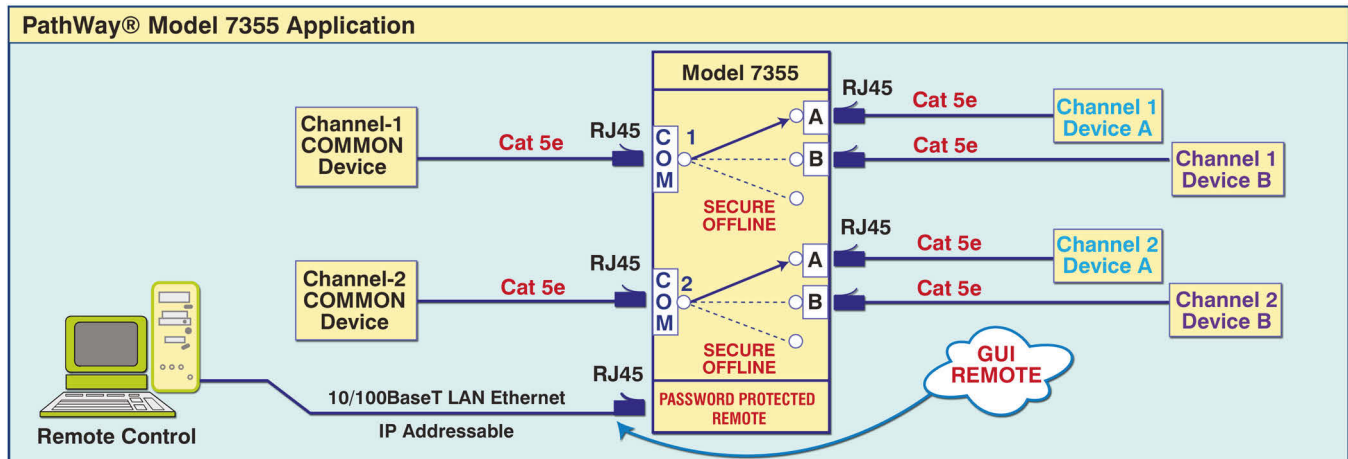 PathWay® Model 7355 Application
Model 7355
Channel-1
COMMON
Device
Cat 5e
RJ45
C
O
M
1
A
B
SECURE
OFFLINE
RJ45
Cat 5e
Channel 1
Device A
Cat 5e
Channel 1
Device B
Channel-2
COMMON
Device
Cat 5e
RJ45
C
O
M
2
A
B
SECURE
OFFLINE
RJ45
Cat 5e
Channel 2
Device A
Cat 5e
Channel 2
Device B
Remote Control
10/100BaseT LAN Ethernet
IP Addressable
RJ45
PASSWORD PROTECTED
REMOTE
GUI
REMOTE